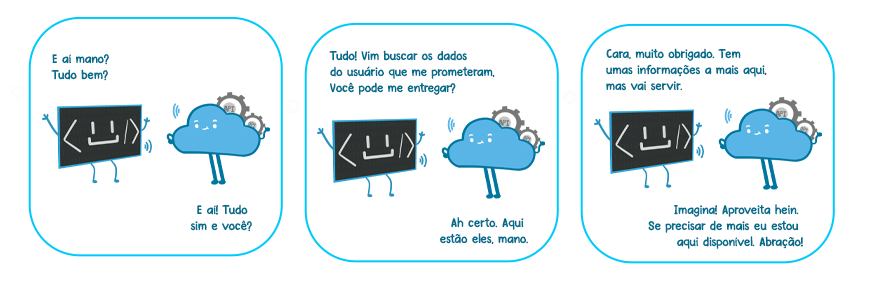 E aí mano?
Tudo bem?
E ai! Tudo
sim e você?
Tudo! Vim buscar os dados
do usuário que me prometeram.
Você pode me entregar?
Ah certo. Aqui
estão eles, mano.
Cara, muito obrigado. Tem
umas informações a mais aqui,
mas vai servir.
Imagina! Aproveita hein.
Se precisar de mais eu estou
aqui disponível. Abração!